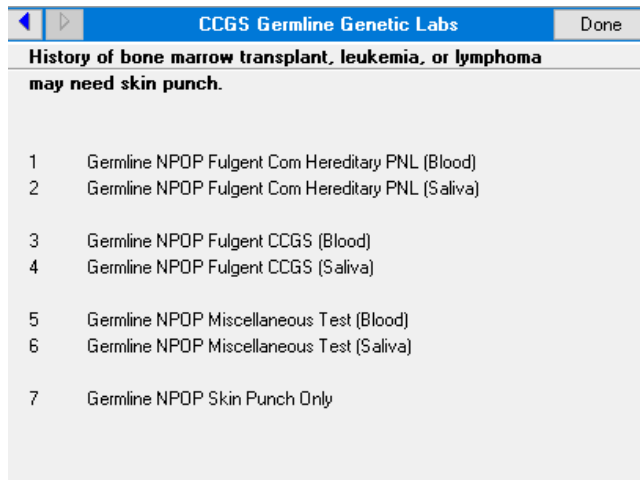 CCGS Germline Genetic Labs Done
History of bone marrow transplant, leukemia, or lymphoma
may need skin punch.
1 Germline NPOP Fulgent Com Hereditary PNL (Blood)
2 Germline NPOP Fulgent Com Hereditary PNL (Saliva)
3 Germline NPOP Fulgent CCGS (Blood)
4 Germline NPOP Fulgent CCGS (Saliva)
5 Germline NPOP Miscellaneous Test (Blood)
6 Germline NPOP Miscellaneous Test (Saliva)
7 Germline NPOP Skin Punch Only